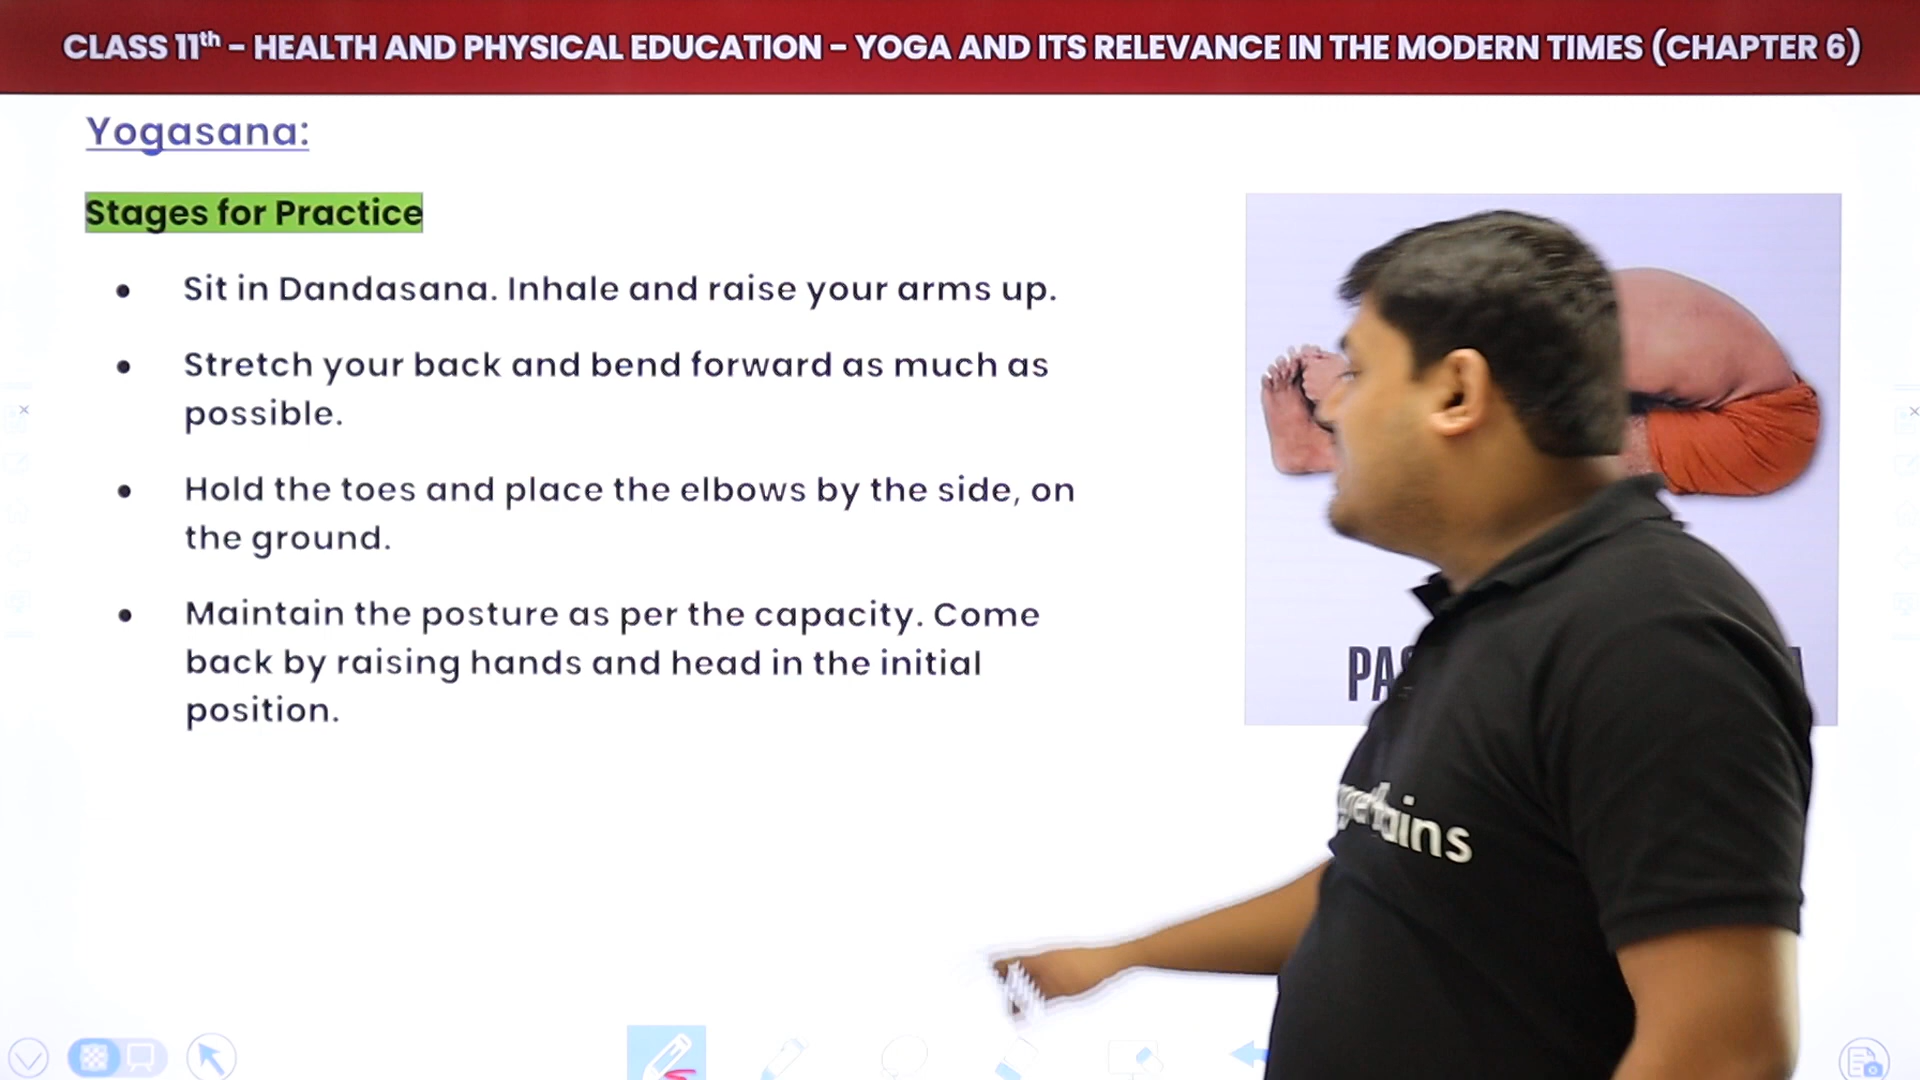 CLASS 11th – HEALTH AND PHYSICAL EDUCATION – YOGA AND ITS RELEVANCE IN THE MODERN TIMES (CHAPTER 6)
Yogasana:
Stages for Practice
• Sit in Dandasana. Inhale and raise your arms up.
• Stretch your back and bend forward as much as
possible.
• Hold the toes and place the elbows by the side, on
the ground.
• Maintain the posture as per the capacity. Come
back by raising hands and head in the initial
position.